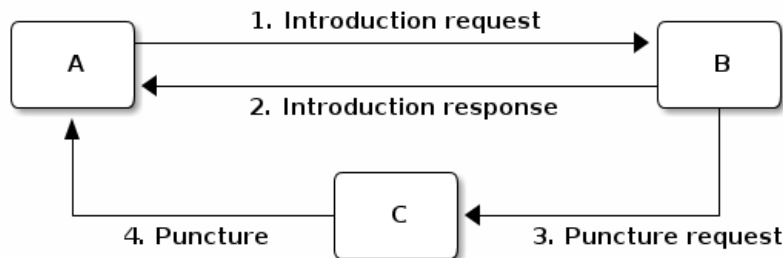 1. Introduction request
A
B
2. Introduction response
C
4. Puncture
3. Puncture request